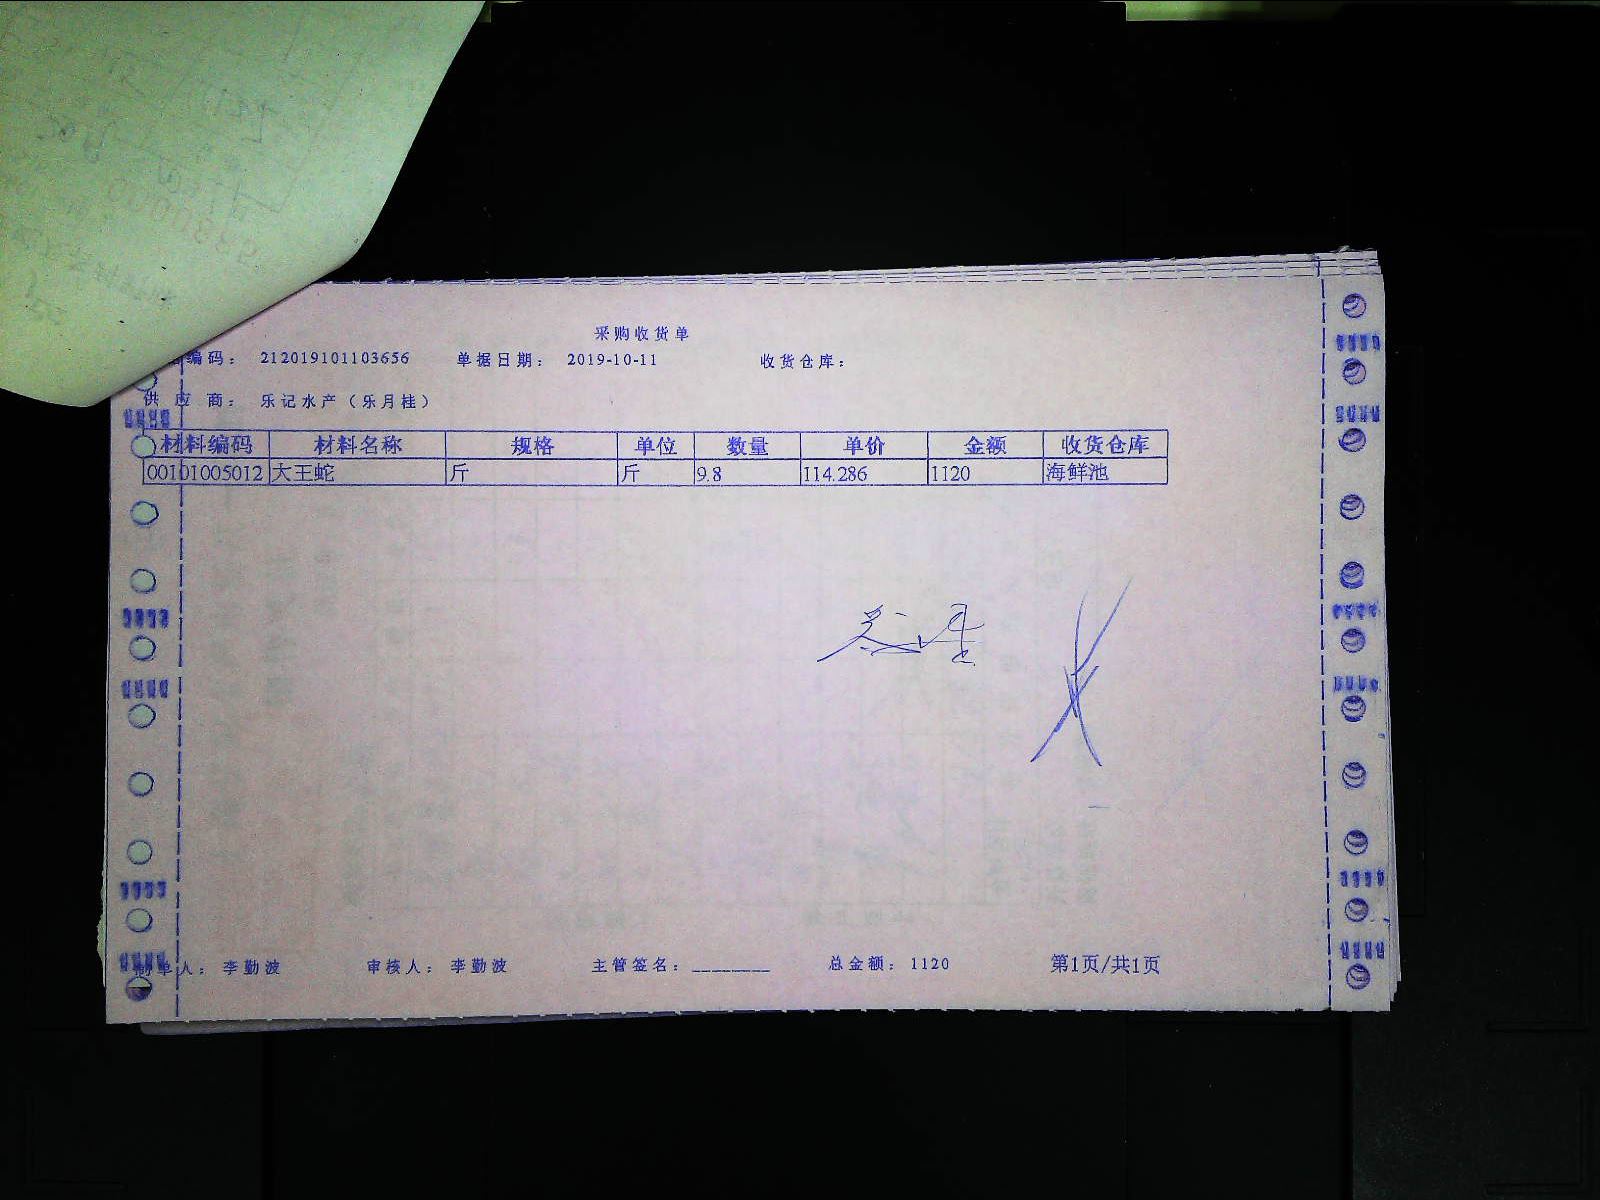 采购收货单
编码： 212019101103656 单据日期： 2019-10-11 收货仓库：
供应商： 乐记水产（乐月桂）
材料编码 材料名称 规格 单位 数量 单价 金额 收货仓库
00101005012 大王蛇 斤 斤 9.8 114.286 1120 海鲜池
制单人： 李勤波 审核人： 李勤波 主管签名：________ 总金额： 1120 第1页/共1页